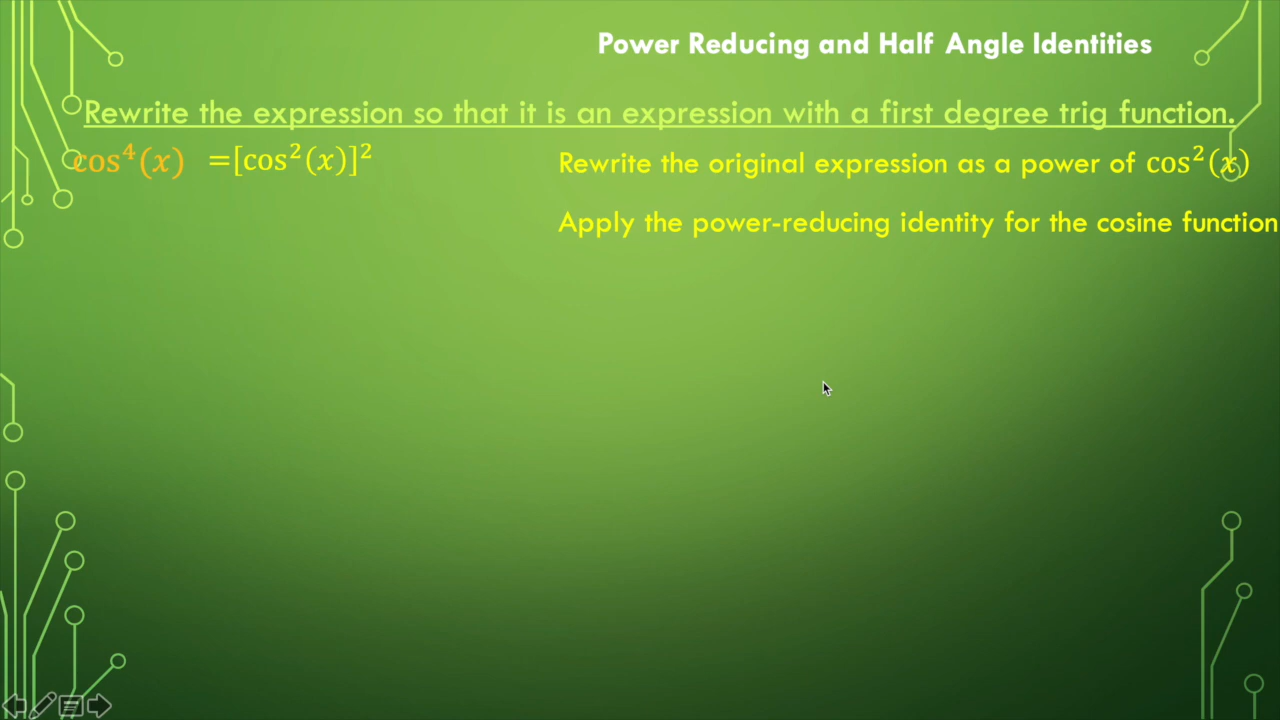 Power Reducing and Half Angle Identities
Rewrite the expression so that it is an expression with a first degree trig function.
cos⁴(x) =[cos²(x)]² Rewrite the original expression as a power of cos²(x)
Apply the power-reducing identity for the cosine function